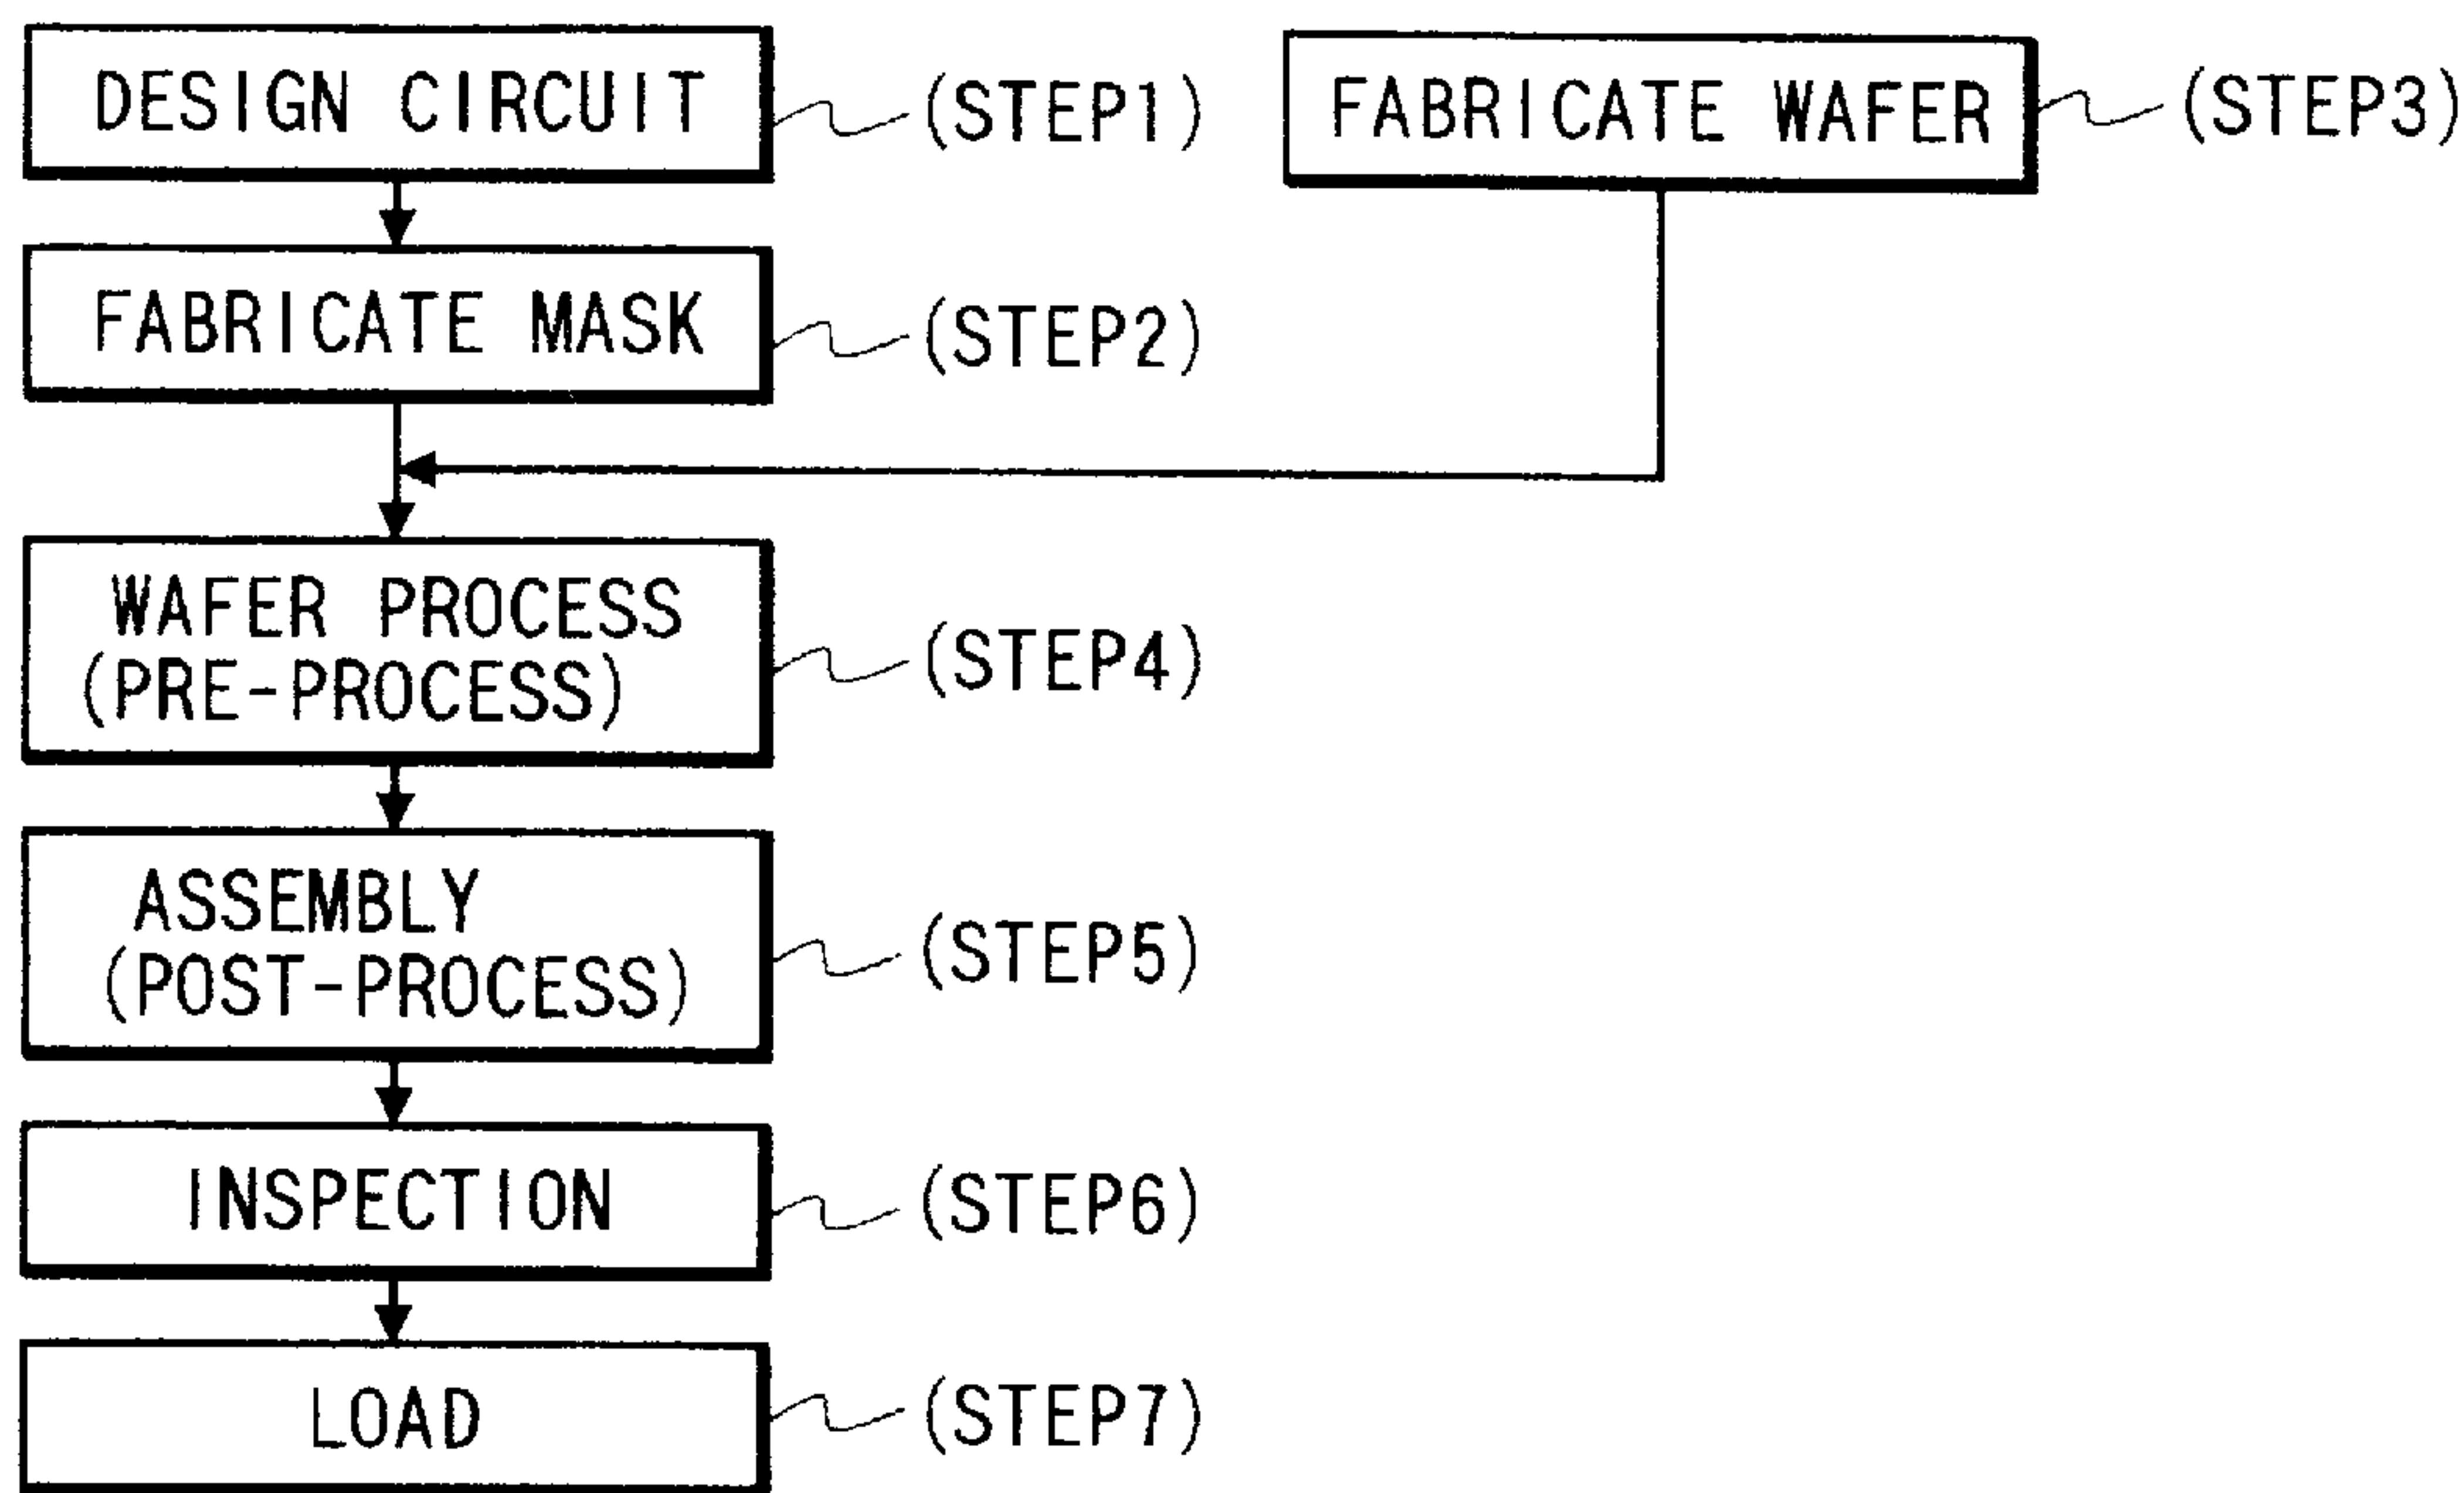 DESIGN CIRCUIT
(STEP1)
FABRICATE WAFER
(STEP3)
FABRICATE MASK
(STEP2)
WAFER PROCESS
(PRE-PROCESS)
(STEP4)
ASSEMBLY
(POST-PROCESS)
(STEP5)
INSPECTION
(STEP6)
LOAD
(STEP7)